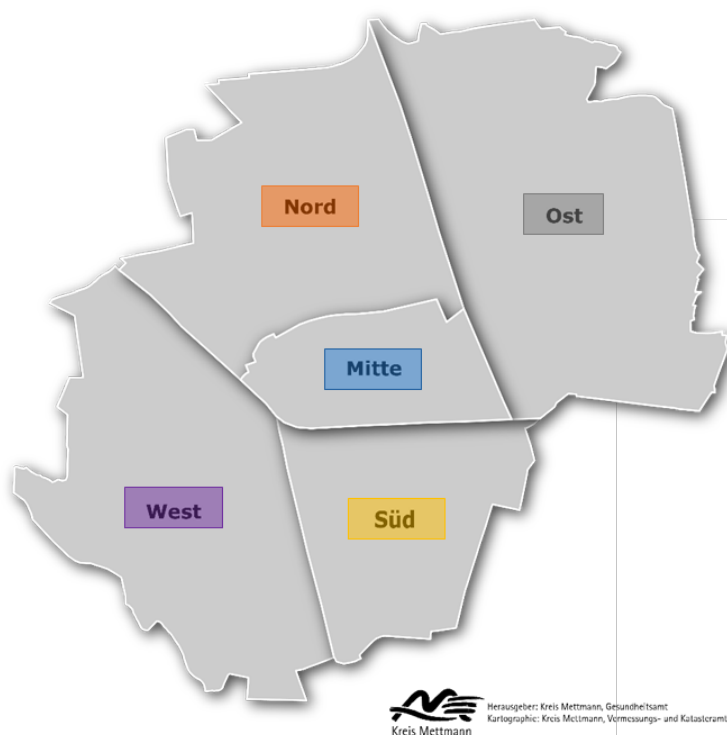 Nord
Ost
Mitte
West
Süd
Herausgeber: Kreis Mettmann, Gesundheitsamt
Kartographie: Kreis Mettmann, Vermessungs- und Katasteramt
Kreis Mettmann